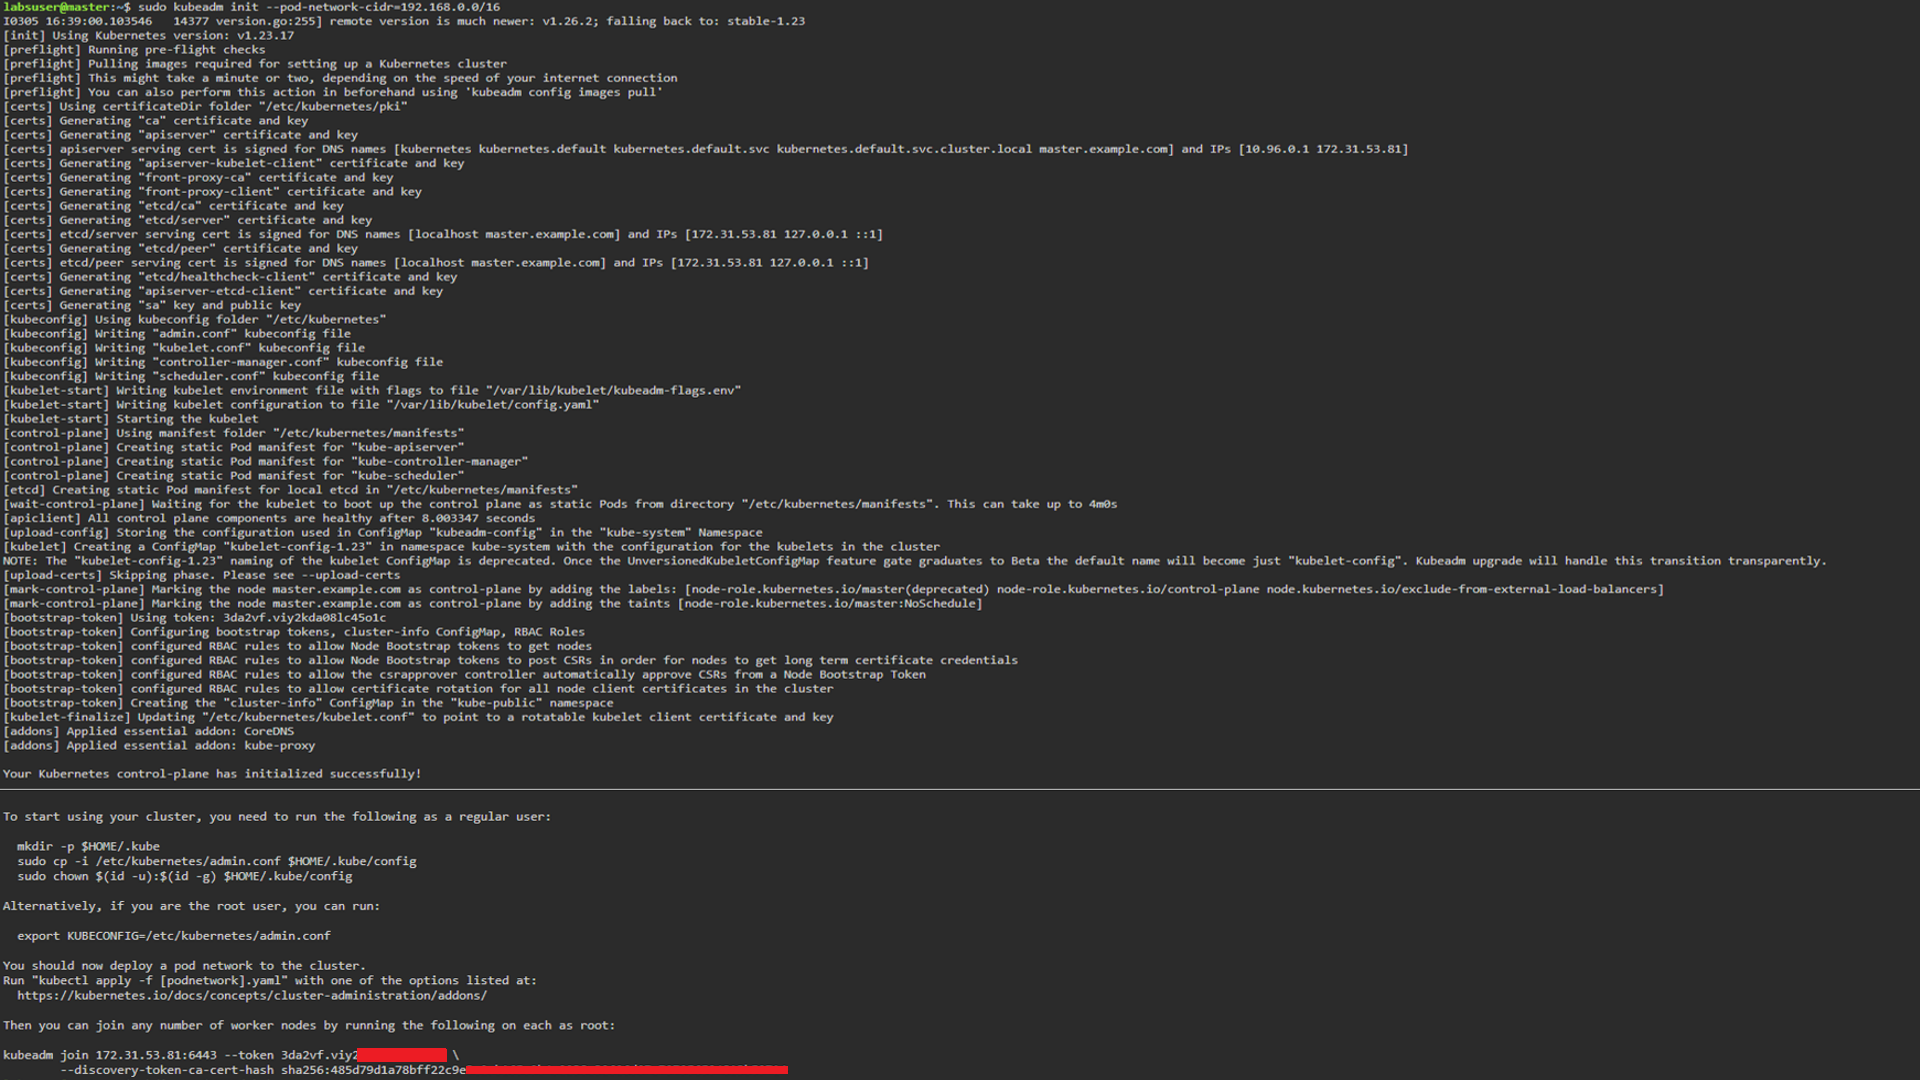 labsuser@master:~$ sudo kubeadm init --pod-network-cidr=192.168.0.0/16
I0305 16:39:00.103546   14377 version.go:255] remote version is much newer: v1.26.2; falling back to: stable-1.23
[init] Using Kubernetes version: v1.23.17
[preflight] Running pre-flight checks
[preflight] Pulling images required for setting up a Kubernetes cluster
[preflight] This might take a minute or two, depending on the speed of your internet connection
[preflight] You can also perform this action in beforehand using 'kubeadm config images pull'
[certs] Using certificateDir folder "/etc/kubernetes/pki"
[certs] Generating "ca" certificate and key
[certs] Generating "apiserver" certificate and key
[certs] apiserver serving cert is signed for DNS names [kubernetes kubernetes.default kubernetes.default.svc kubernetes.default.svc.cluster.local master.example.com] and IPs [10.96.0.1 172.31.53.81]
[certs] Generating "apiserver-kubelet-client" certificate and key
[certs] Generating "front-proxy-ca" certificate and key
[certs] Generating "front-proxy-client" certificate and key
[certs] Generating "etcd/ca" certificate and key
[certs] Generating "etcd/server" certificate and key
[certs] etcd/server serving cert is signed for DNS names [localhost master.example.com] and IPs [172.31.53.81 127.0.0.1 ::1]
[certs] Generating "etcd/peer" certificate and key
[certs] etcd/peer serving cert is signed for DNS names [localhost master.example.com] and IPs [172.31.53.81 127.0.0.1 ::1]
[certs] Generating "etcd/healthcheck-client" certificate and key
[certs] Generating "apiserver-etcd-client" certificate and key
[certs] Generating "sa" key and public key
[kubeconfig] Using kubeconfig folder "/etc/kubernetes"
[kubeconfig] Writing "admin.conf" kubeconfig file
[kubeconfig] Writing "kubelet.conf" kubeconfig file
[kubeconfig] Writing "controller-manager.conf" kubeconfig file
[kubeconfig] Writing "scheduler.conf" kubeconfig file
[kubelet-start] Writing kubelet environment file with flags to file "/var/lib/kubelet/kubeadm-flags.env"
[kubelet-start] Writing kubelet configuration to file "/var/lib/kubelet/config.yaml"
[kubelet-start] Starting the kubelet
[control-plane] Using manifest folder "/etc/kubernetes/manifests"
[control-plane] Creating static Pod manifest for "kube-apiserver"
[control-plane] Creating static Pod manifest for "kube-controller-manager"
[control-plane] Creating static Pod manifest for "kube-scheduler"
[etcd] Creating static Pod manifest for local etcd in "/etc/kubernetes/manifests"
[wait-control-plane] Waiting for the kubelet to boot up the control plane as static Pods from directory "/etc/kubernetes/manifests". This can take up to 4m0s
[apiclient] All control plane components are healthy after 8.003347 seconds
[upload-config] Storing the configuration used in ConfigMap "kubeadm-config" in the "kube-system" Namespace
[kubelet] Creating a ConfigMap "kubelet-config-1.23" in namespace kube-system with the configuration for the kubelets in the cluster
NOTE: The "kubelet-config-1.23" naming of the kubelet ConfigMap is deprecated. Once the UnversionedKubeletConfigMap feature gate graduates to Beta the default name will become just "kubelet-config". Kubeadm upgrade will handle this transition transparently.
[upload-certs] Skipping phase. Please see --upload-certs
[mark-control-plane] Marking the node master.example.com as control-plane by adding the labels: [node-role.kubernetes.io/master(deprecated) node-role.kubernetes.io/control-plane node.kubernetes.io/exclude-from-external-load-balancers]
[mark-control-plane] Marking the node master.example.com as control-plane by adding the taints [node-role.kubernetes.io/master:NoSchedule]
[bootstrap-token] Using token: 3da2vf.viy2kda08lc45o1c
[bootstrap-token] Configuring bootstrap tokens, cluster-info ConfigMap, RBAC Roles
[bootstrap-token] configured RBAC rules to allow Node Bootstrap tokens to get nodes
[bootstrap-token] configured RBAC rules to allow Node Bootstrap tokens to post CSRs in order for nodes to get long term certificate credentials
[bootstrap-token] configured RBAC rules to allow the csrapprover controller automatically approve CSRs from a Node Bootstrap Token
[bootstrap-token] configured RBAC rules to allow certificate rotation for all node client certificates in the cluster
[bootstrap-token] Creating the "cluster-info" ConfigMap in the "kube-public" namespace
[kubelet-finalize] Updating "/etc/kubernetes/kubelet.conf" to point to a rotatable kubelet client certificate and key
[addons] Applied essential addon: CoreDNS
[addons] Applied essential addon: kube-proxy
Your Kubernetes control-plane has initialized successfully!
To start using your cluster, you need to run the following as a regular user:
mkdir -p $HOME/.kube
sudo cp -i /etc/kubernetes/admin.conf $HOME/.kube/config
sudo chown $(id -u):$(id -g) $HOME/.kube/config
Alternatively, if you are the root user, you can run:
export KUBECONFIG=/etc/kubernetes/admin.conf
You should now deploy a pod network to the cluster.
Run "kubectl apply -f [podnetwork].yaml" with one of the options listed at:
https://kubernetes.io/docs/concepts/cluster-administration/addons/
Then you can join any number of worker nodes by running the following on each as root:
kubeadm join 172.31.53.81:6443 --token 3da2vf.viy2 \
--discovery-token-ca-cert-hash sha256:485d79d1a78bff22c9e